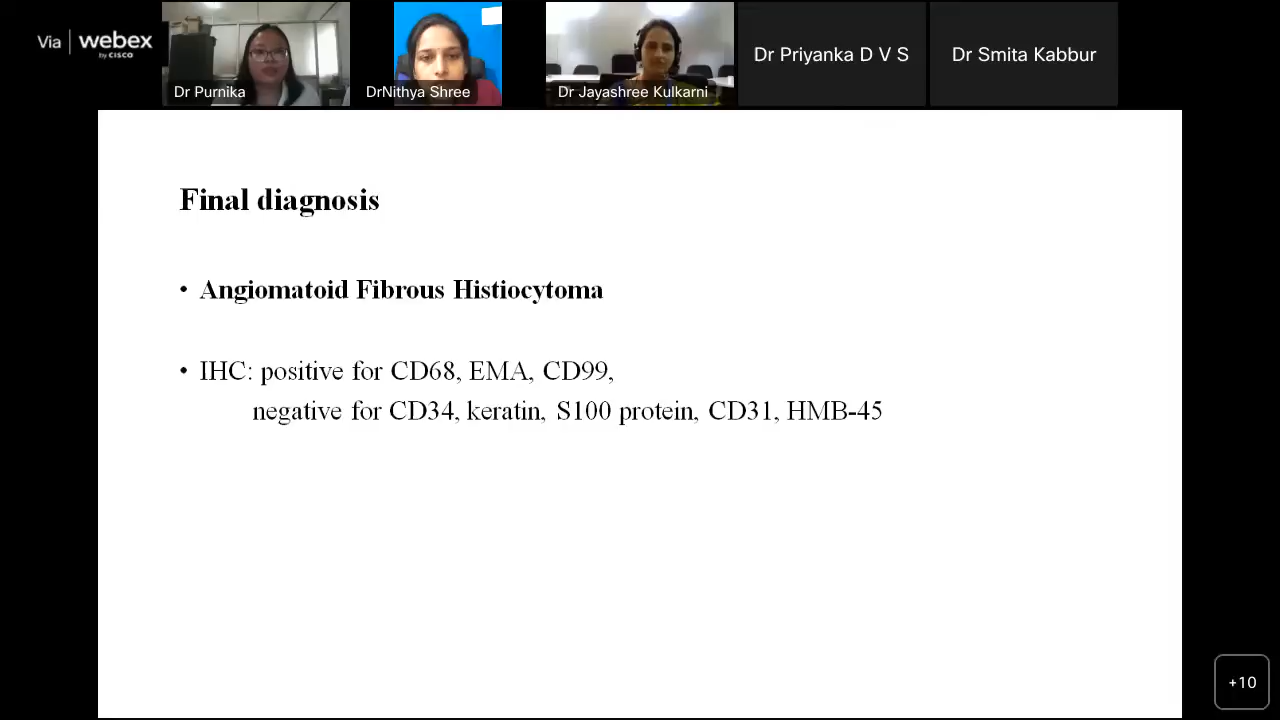 Via webex
by CISCO
Dr Purnika
DrNithya Shree
Dr Jayashree Kulkarni
Dr Priyanka D V S
Dr Smita Kabbur
Final diagnosis
• Angiomatoid Fibrous Histiocytoma
• IHC: positive for CD68, EMA, CD99,
negative for CD34, keratin, S100 protein, CD31, HMB-45
+10